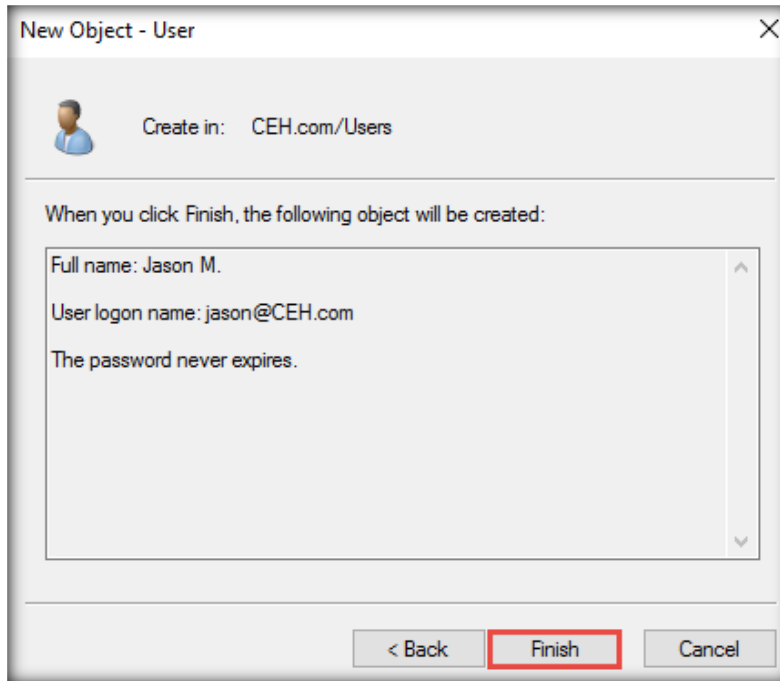 New Object - User
Create in: CEH.com/Users
When you click Finish, the following object will be created:
Full name: Jason M.
User logon name: jason@CEH.com
The password never expires.
< Back Finish Cancel